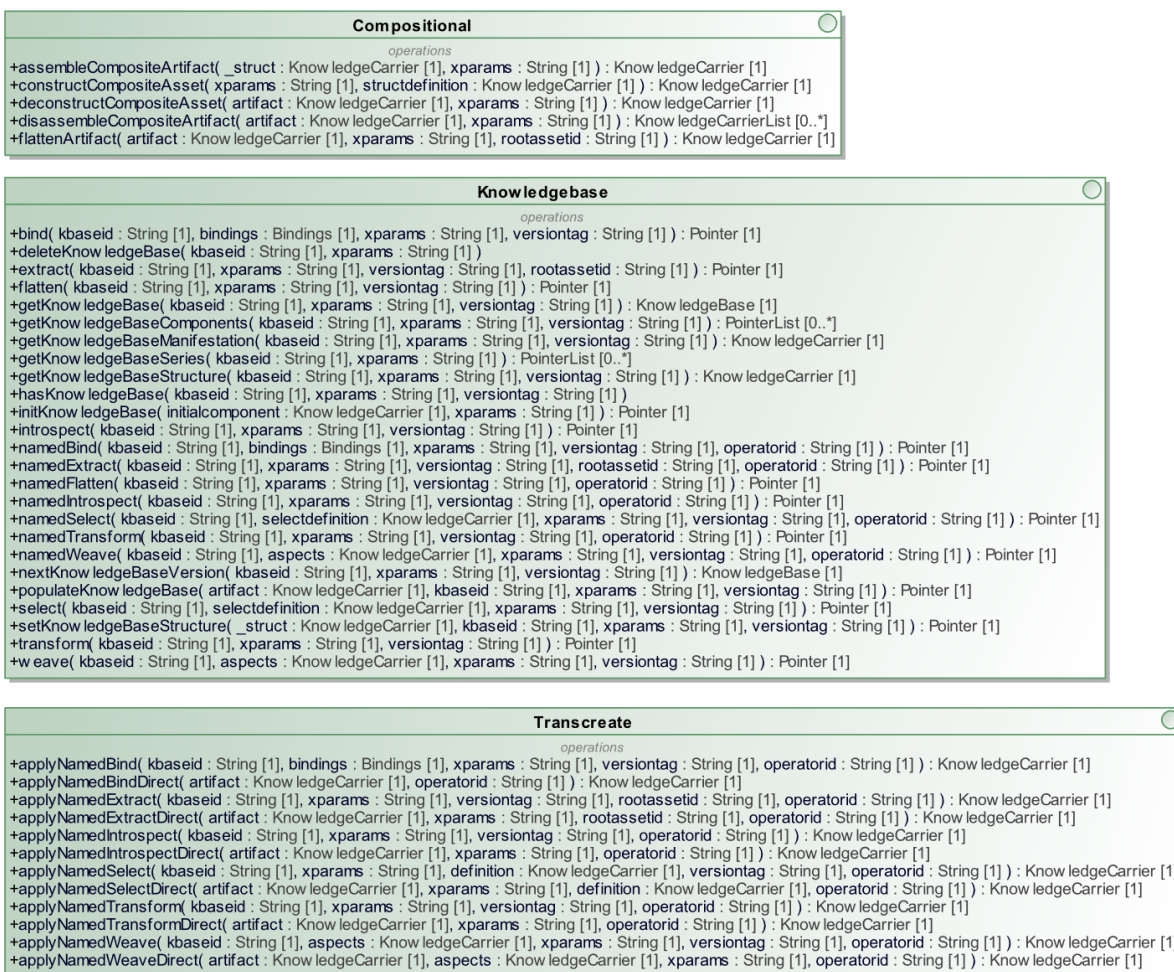 Compositional
operations
+assembleCompositeArtifact( _struct : KnowledgeCarrier [1], xparams : String [1] ) : KnowledgeCarrier [1]
+constructCompositeAsset( xparams : String [1], structdefinition : KnowledgeCarrier [1] ) : KnowledgeCarrier [1]
+deconstructCompositeAsset( artifact : KnowledgeCarrier [1], xparams : String [1] ) : KnowledgeCarrier [1]
+disassembleCompositeArtifact( artifact : KnowledgeCarrier [1], xparams : String [1] ) : KnowledgeCarrierList [0..*]
+flattenArtifact( artifact : KnowledgeCarrier [1], xparams : String [1], rootassetid : String [1] ) : KnowledgeCarrier [1]
Knowledgebase
operations
+bind( kbaseid : String [1], bindings : Bindings [1], xparams : String [1], versiontag : String [1] ) : Pointer [1]
+deleteKnowledgeBase( kbaseid : String [1], xparams : String [1] )
+extract( kbaseid : String [1], xparams : String [1], versiontag : String [1], rootassetid : String [1] ) : Pointer [1]
+flatten( kbaseid : String [1], xparams : String [1], versiontag : String [1] ) : Pointer [1]
+getKnowledgeBase( kbaseid : String [1], xparams : String [1], versiontag : String [1] ) : KnowledgeBase [1]
+getKnowledgeBaseComponents( kbaseid : String [1], xparams : String [1], versiontag : String [1] ) : PointerList [0..*]
+getKnowledgeBaseManifestation( kbaseid : String [1], xparams : String [1], versiontag : String [1] ) : KnowledgeCarrier [1]
+getKnowledgeBaseSeries( kbaseid : String [1], xparams : String [1] ) : PointerList [0..*]
+getKnowledgeBaseStructure( kbaseid : String [1], xparams : String [1], versiontag : String [1] ) : KnowledgeCarrier [1]
+hasKnowledgeBase( kbaseid : String [1], xparams : String [1], versiontag : String [1] )
+initKnowledgeBase( initialcomponent : KnowledgeCarrier [1], xparams : String [1] ) : Pointer [1]
+introspect( kbaseid : String [1], xparams : String [1], versiontag : String [1] ) : Pointer [1]
+namedBind( kbaseid : String [1], bindings : Bindings [1], xparams : String [1], versiontag : String [1], operatorid : String [1] ) : Pointer [1]
+namedExtract( kbaseid : String [1], xparams : String [1], versiontag : String [1], rootassetid : String [1], operatorid : String [1] ) : Pointer [1]
+namedFlatten( kbaseid : String [1], xparams : String [1], versiontag : String [1], operatorid : String [1] ) : Pointer [1]
+namedIntrospect( kbaseid : String [1], xparams : String [1], versiontag : String [1], operatorid : String [1] ) : Pointer [1]
+namedSelect( kbaseid : String [1], selectdefinition : KnowledgeCarrier [1], xparams : String [1], versiontag : String [1], operatorid : String [1] ) : Pointer [1]
+namedTransform( kbaseid : String [1], xparams : String [1], versiontag : String [1], operatorid : String [1] ) : Pointer [1]
+namedWeave( kbaseid : String [1], aspects : KnowledgeCarrier [1], xparams : String [1], versiontag : String [1], operatorid : String [1] ) : Pointer [1]
+nextKnowledgeBaseVersion( kbaseid : String [1], xparams : String [1], versiontag : String [1] ) : KnowledgeBase [1]
+populateKnowledgeBase( artifact : KnowledgeCarrier [1], kbaseid : String [1], xparams : String [1], versiontag : String [1] ) : Pointer [1]
+select( kbaseid : String [1], selectdefinition : KnowledgeCarrier [1], xparams : String [1], versiontag : String [1] ) : Pointer [1]
+setKnowledgeBaseStructure( _struct : KnowledgeCarrier [1], kbaseid : String [1], xparams : String [1], versiontag : String [1] ) : Pointer [1]
+transform( kbaseid : String [1], xparams : String [1], versiontag : String [1] ) : Pointer [1]
+weave( kbaseid : String [1], aspects : KnowledgeCarrier [1], xparams : String [1], versiontag : String [1] ) : Pointer [1]
Transcreate
operations
+applyNamedBind( kbaseid : String [1], bindings : Bindings [1], xparams : String [1], versiontag : String [1], operatorid : String [1] ) : KnowledgeCarrier [1]
+applyNamedBindDirect( artifact : KnowledgeCarrier [1], operatorid : String [1] ) : KnowledgeCarrier [1]
+applyNamedExtract( kbaseid : String [1], xparams : String [1], versiontag : String [1], rootassetid : String [1], operatorid : String [1] ) : KnowledgeCarrier [1]
+applyNamedExtractDirect( artifact : KnowledgeCarrier [1], xparams : String [1], rootassetid : String [1], operatorid : String [1] ) : KnowledgeCarrier [1]
+applyNamedIntrospect( kbaseid : String [1], xparams : String [1], versiontag : String [1], operatorid : String [1] ) : KnowledgeCarrier [1]
+applyNamedIntrospectDirect( artifact : KnowledgeCarrier [1], xparams : String [1], operatorid : String [1] ) : KnowledgeCarrier [1]
+applyNamedSelect( kbaseid : String [1], xparams : String [1], definition : KnowledgeCarrier [1], versiontag : String [1], operatorid : String [1] ) : KnowledgeCarrier [1
+applyNamedSelectDirect( artifact : KnowledgeCarrier [1], xparams : String [1], definition : KnowledgeCarrier [1], operatorid : String [1] ) : KnowledgeCarrier [1]
+applyNamedTransform( kbaseid : String [1], xparams : String [1], versiontag : String [1], operatorid : String [1] ) : KnowledgeCarrier [1]
+applyNamedTransformDirect( artifact : KnowledgeCarrier [1], xparams : String [1], operatorid : String [1] ) : KnowledgeCarrier [1]
+applyNamedWeave( kbaseid : String [1], aspects : KnowledgeCarrier [1], xparams : String [1], versiontag : String [1], operatorid : String [1] ) : KnowledgeCarrier [1
+applyNamedWeaveDirect( artifact : KnowledgeCarrier [1], aspects : KnowledgeCarrier [1], xparams : String [1], operatorid : String [1] ) : KnowledgeCarrier [1]